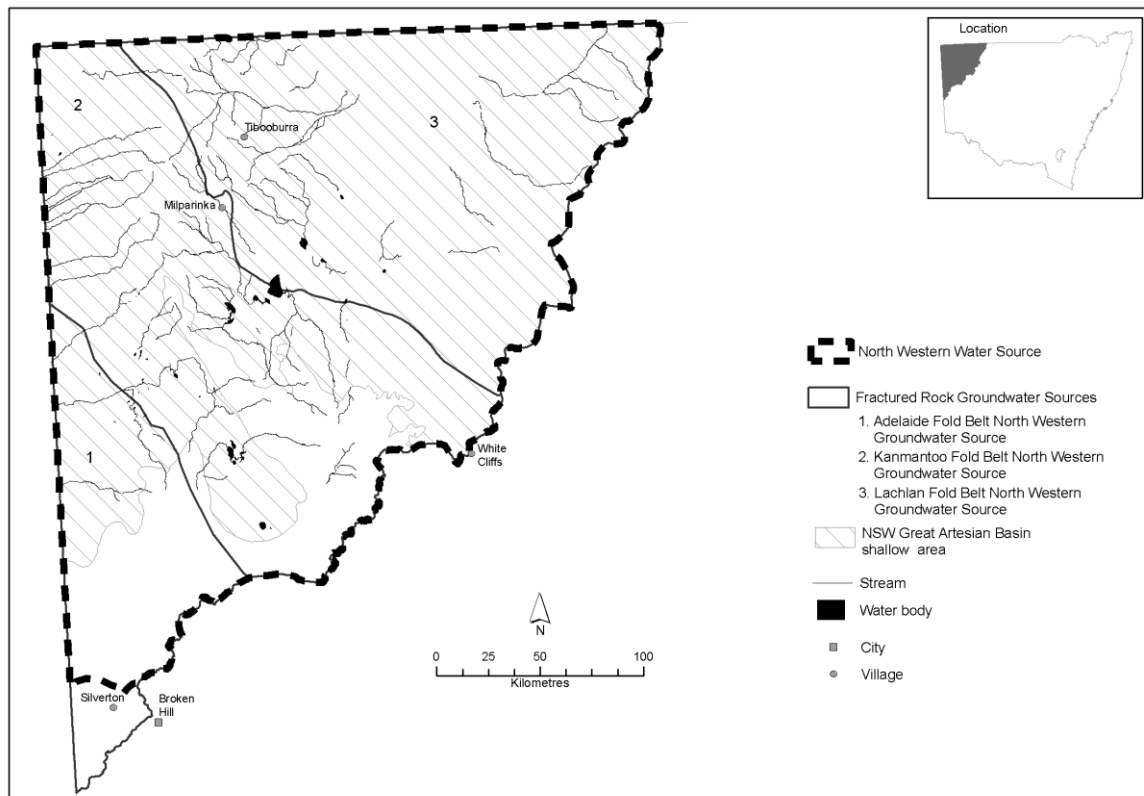 Location
2
3
Tibooburra
Milparinka
1
White
Cliffs
Silverton
Broken
Hill
N
0 25 50 100
Kilometres
North Western Water Source
Fractured Rock Groundwater Sources
1. Adelaide Fold Belt North Western
Groundwater Source
2. Kanmantoo Fold Belt North Western
Groundwater Source
3. Lachlan Fold Belt North Western
Groundwater Source
NSW Great Artesian Basin
shallow area
Stream
Water body
City
Village